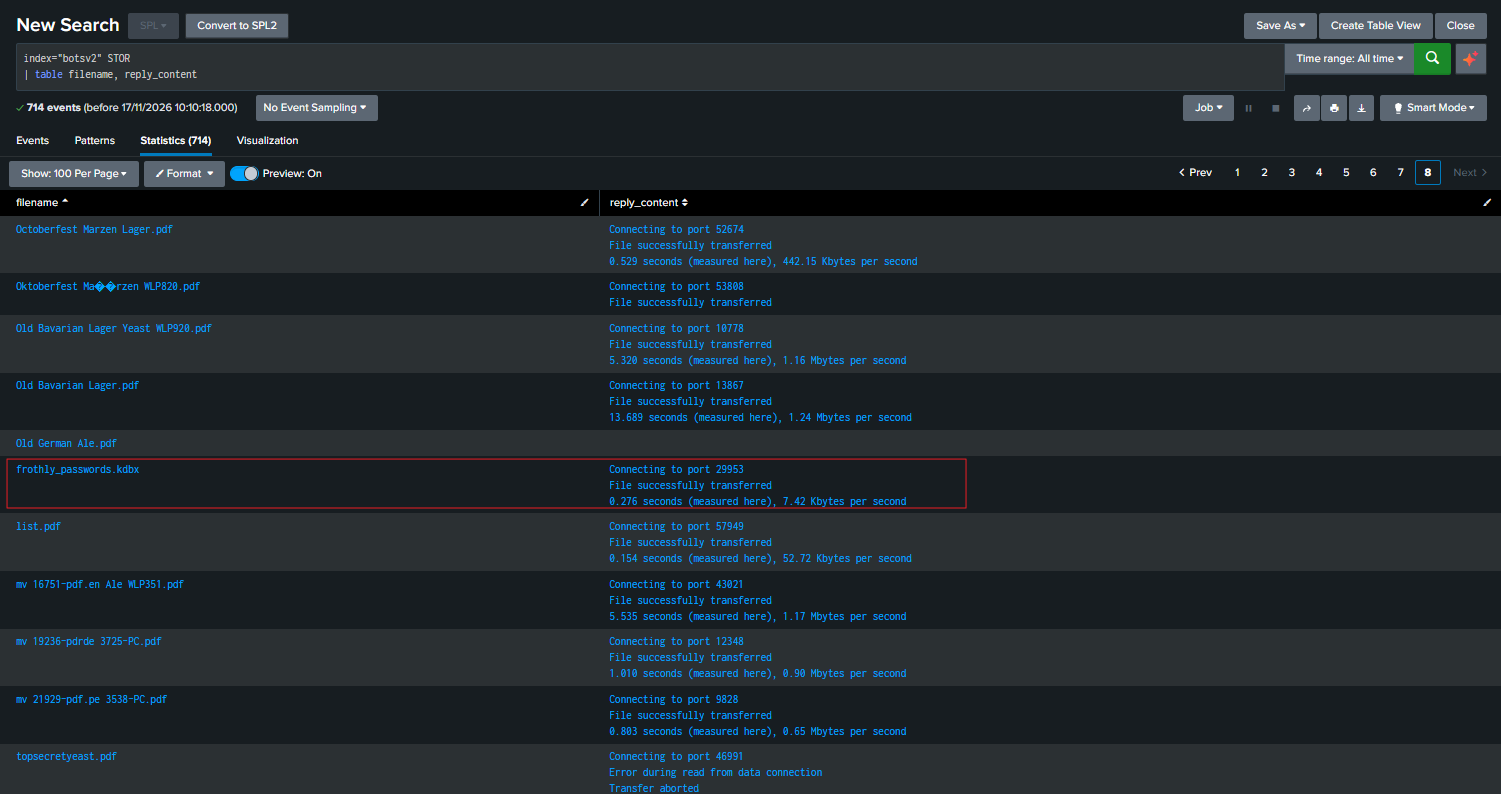 New Search SPL Convert to SPL2 Save As Create Table View Close
index="botsv2" STOR Time range: All time
| table filename, reply_content
714 events (before 17/11/2026 10:10:18.000) No Event Sampling Job Smart Mode
Events Patterns Statistics (714) Visualization
Show: 100 Per Page Format Preview: On < Prev 1 2 3 4 5 6 7 8 Next >
filename reply_content
Octoberfest Marzen Lager.pdf Connecting to port 52674
File successfully transferred
0.529 seconds (measured here), 442.15 Kbytes per second
Oktoberfest Ma��rzen WLP820.pdf Connecting to port 53808
File successfully transferred
Old Bavarian Lager Yeast WLP920.pdf Connecting to port 10778
File successfully transferred
5.320 seconds (measured here), 1.16 Mbytes per second
Old Bavarian Lager.pdf Connecting to port 13867
File successfully transferred
13.689 seconds (measured here), 1.24 Mbytes per second
Old German Ale.pdf
frothly_passwords.kdbx Connecting to port 29953
File successfully transferred
0.276 seconds (measured here), 7.42 Kbytes per second
list.pdf Connecting to port 57949
File successfully transferred
0.154 seconds (measured here), 52.72 Kbytes per second
mv 16751-pdf.en Ale WLP351.pdf Connecting to port 43021
File successfully transferred
5.535 seconds (measured here), 1.17 Mbytes per second
mv 19236-pdrde 3725-PC.pdf Connecting to port 12348
File successfully transferred
1.010 seconds (measured here), 0.90 Mbytes per second
mv 21929-pdf.pe 3538-PC.pdf Connecting to port 9828
File successfully transferred
0.803 seconds (measured here), 0.65 Mbytes per second
topsecretyeast.pdf Connecting to port 46991
Error during read from data connection
Transfer aborted